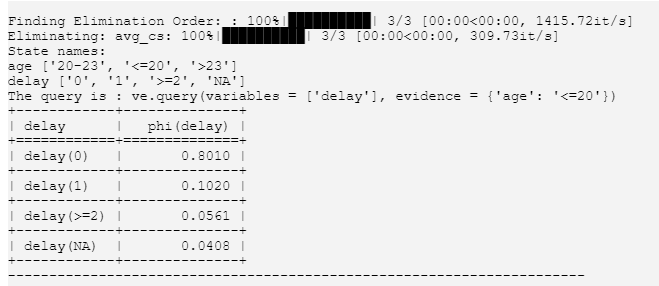 Finding Elimination Order: : 100%|██████████| 3/3 [00:00<00:00, 1415.72it/s]
Eliminating: avg_cs: 100%|██████████| 3/3 [00:00<00:00, 309.73it/s]
State names:
age ['20-23', '<=20', '>23']
delay ['0', '1', '>=2', 'NA']
The query is : ve.query(variables = ['delay'], evidence = {'age': '<=20'})
+------------+--------------+
| delay      |   phi(delay) |
+============+==============+
| delay(0)   |       0.8010 |
+------------+--------------+
| delay(1)   |       0.1020 |
+------------+--------------+
| delay(>=2) |       0.0561 |
+------------+--------------+
| delay(NA)  |       0.0408 |
+------------+--------------+
-----------------------------------------------------------------------